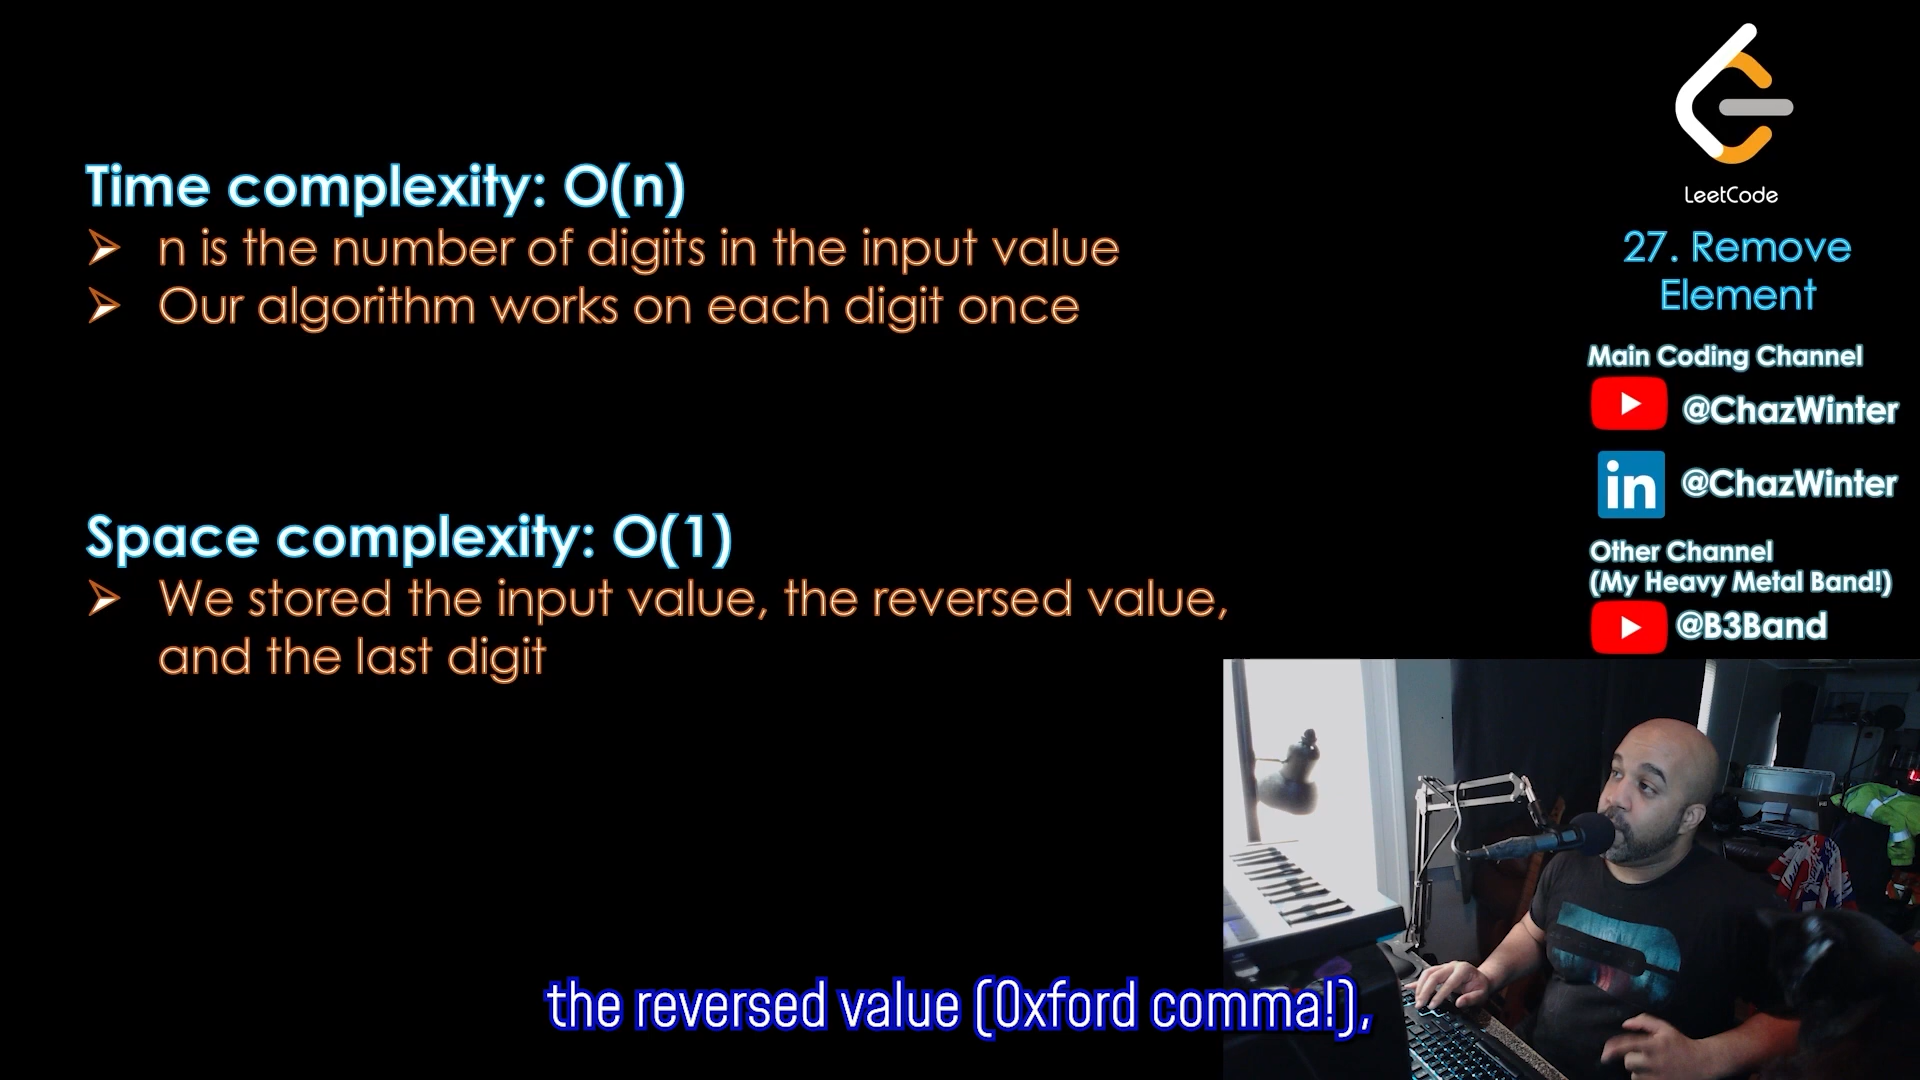 Time complexity: O(n)
n is the number of digits in the input value
Our algorithm works on each digit once
Space complexity: O(1)
We stored the input value, the reversed value,
and the last digit
LeetCode
27. Remove
Element
Main Coding Channel
@ChazWinter
in @ChazWinter
Other Channel
(My Heavy Metal Band!)
@B3Band
the reversed value (Oxford comma!),